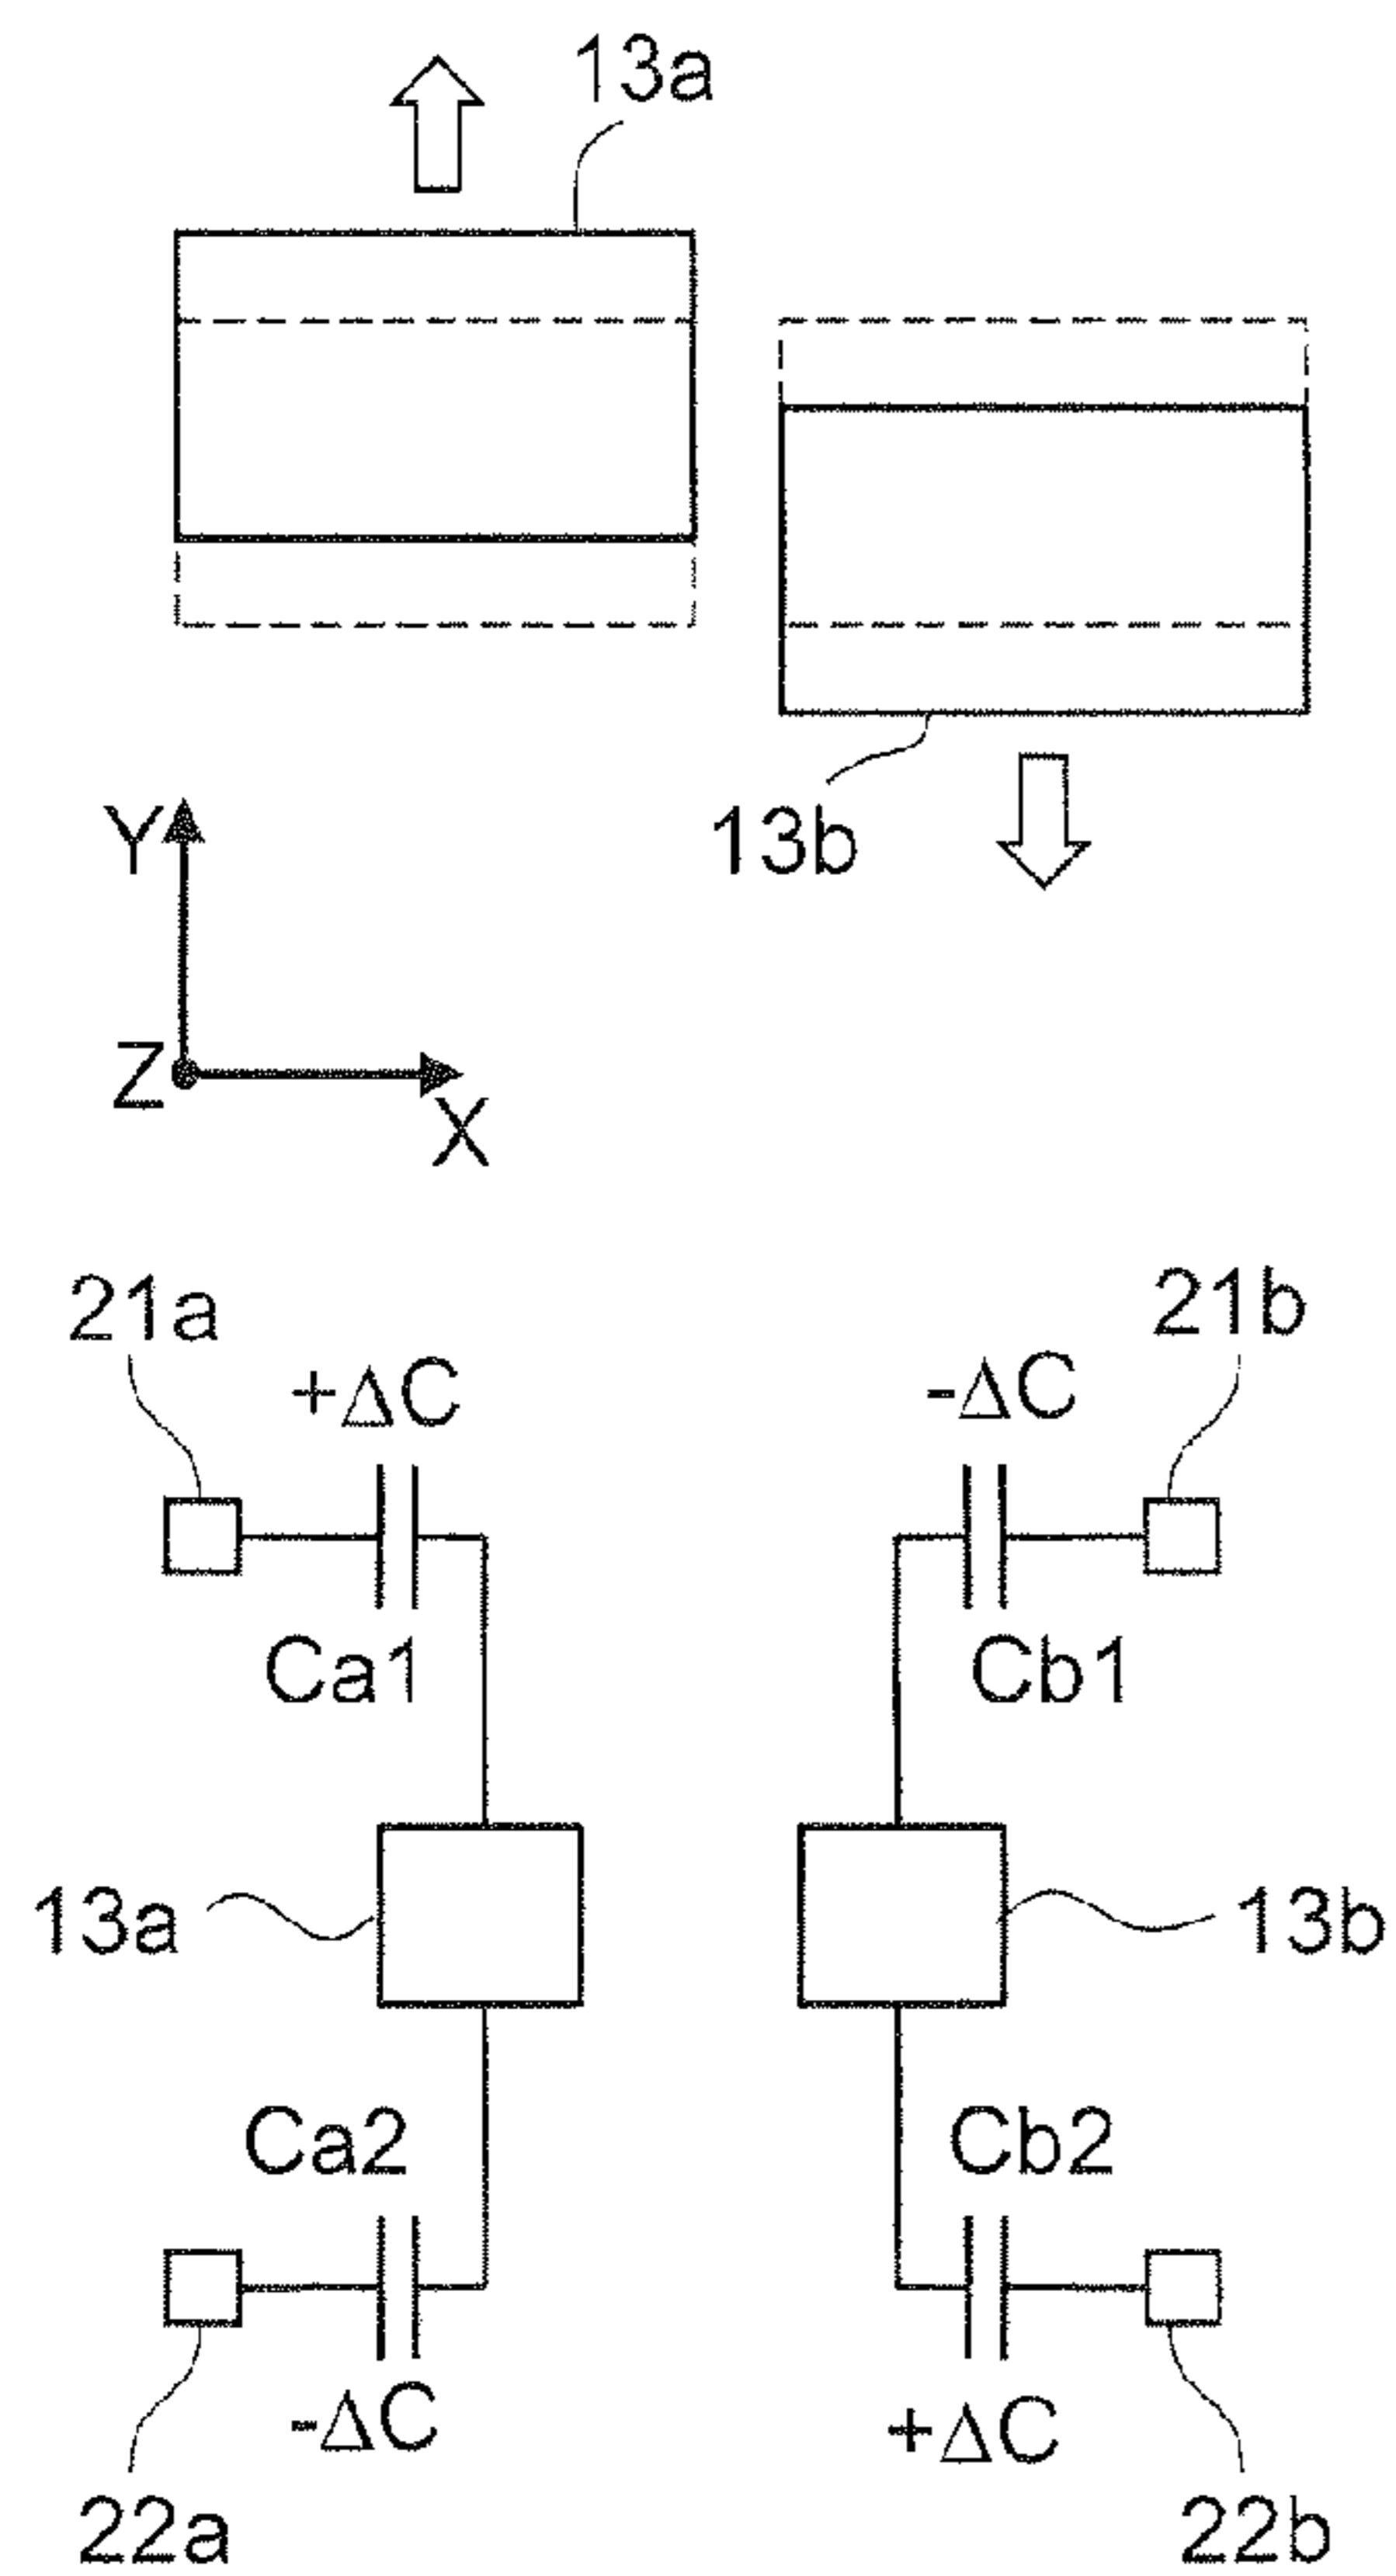 13a
13b
Y
Z
X
21a
21b
+ΔC
-ΔC
Ca1
Cb1
13a
13b
Ca2
Cb2
-ΔC
+ΔC
22a
22b